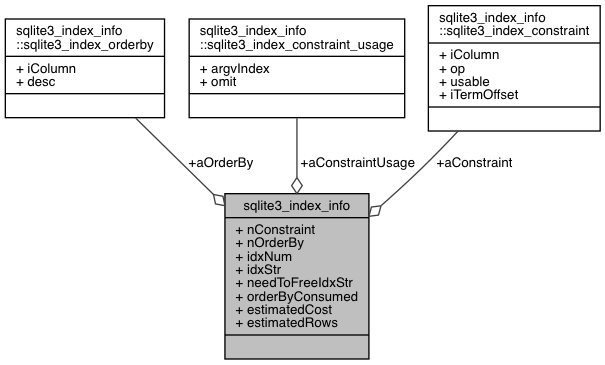 sqlite3_index_info
::sqlite3_index_orderby
+ iColumn
+ desc
sqlite3_index_info
::sqlite3_index_constraint_usage
+ argvIndex
+ omit
sqlite3_index_info
::sqlite3_index_constraint
+ iColumn
+ op
+ usable
+ iTermOffset
+aOrderBy
+aConstraintUsage
+aConstraint
sqlite3_index_info
+ nConstraint
+ nOrderBy
+ idxNum
+ idxStr
+ needToFreeIdxStr
+ orderByConsumed
+ estimatedCost
+ estimatedRows